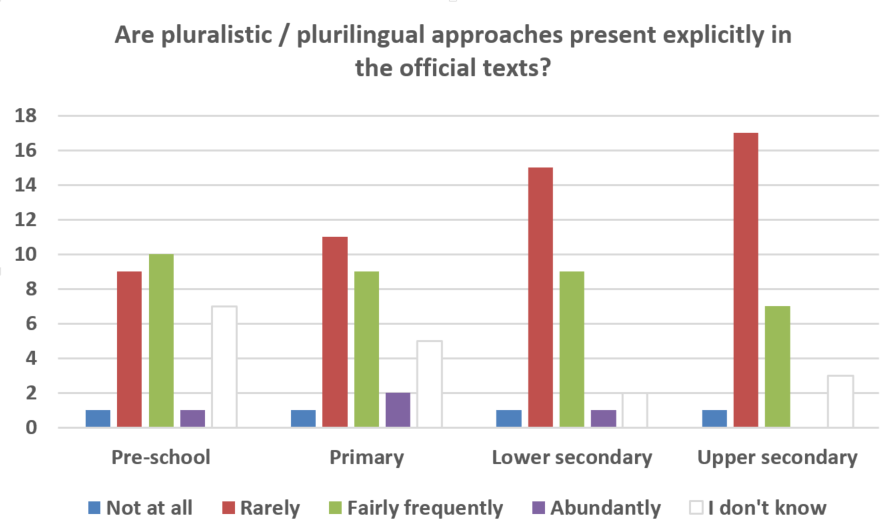 Are pluralistic / plurilingual approaches present explicitly in
the official texts?
18
16
14
12
10
8
6
4
2
0
Pre-school Primary Lower secondary Upper secondary
Not at all Rarely Fairly frequently Abundantly I don't know